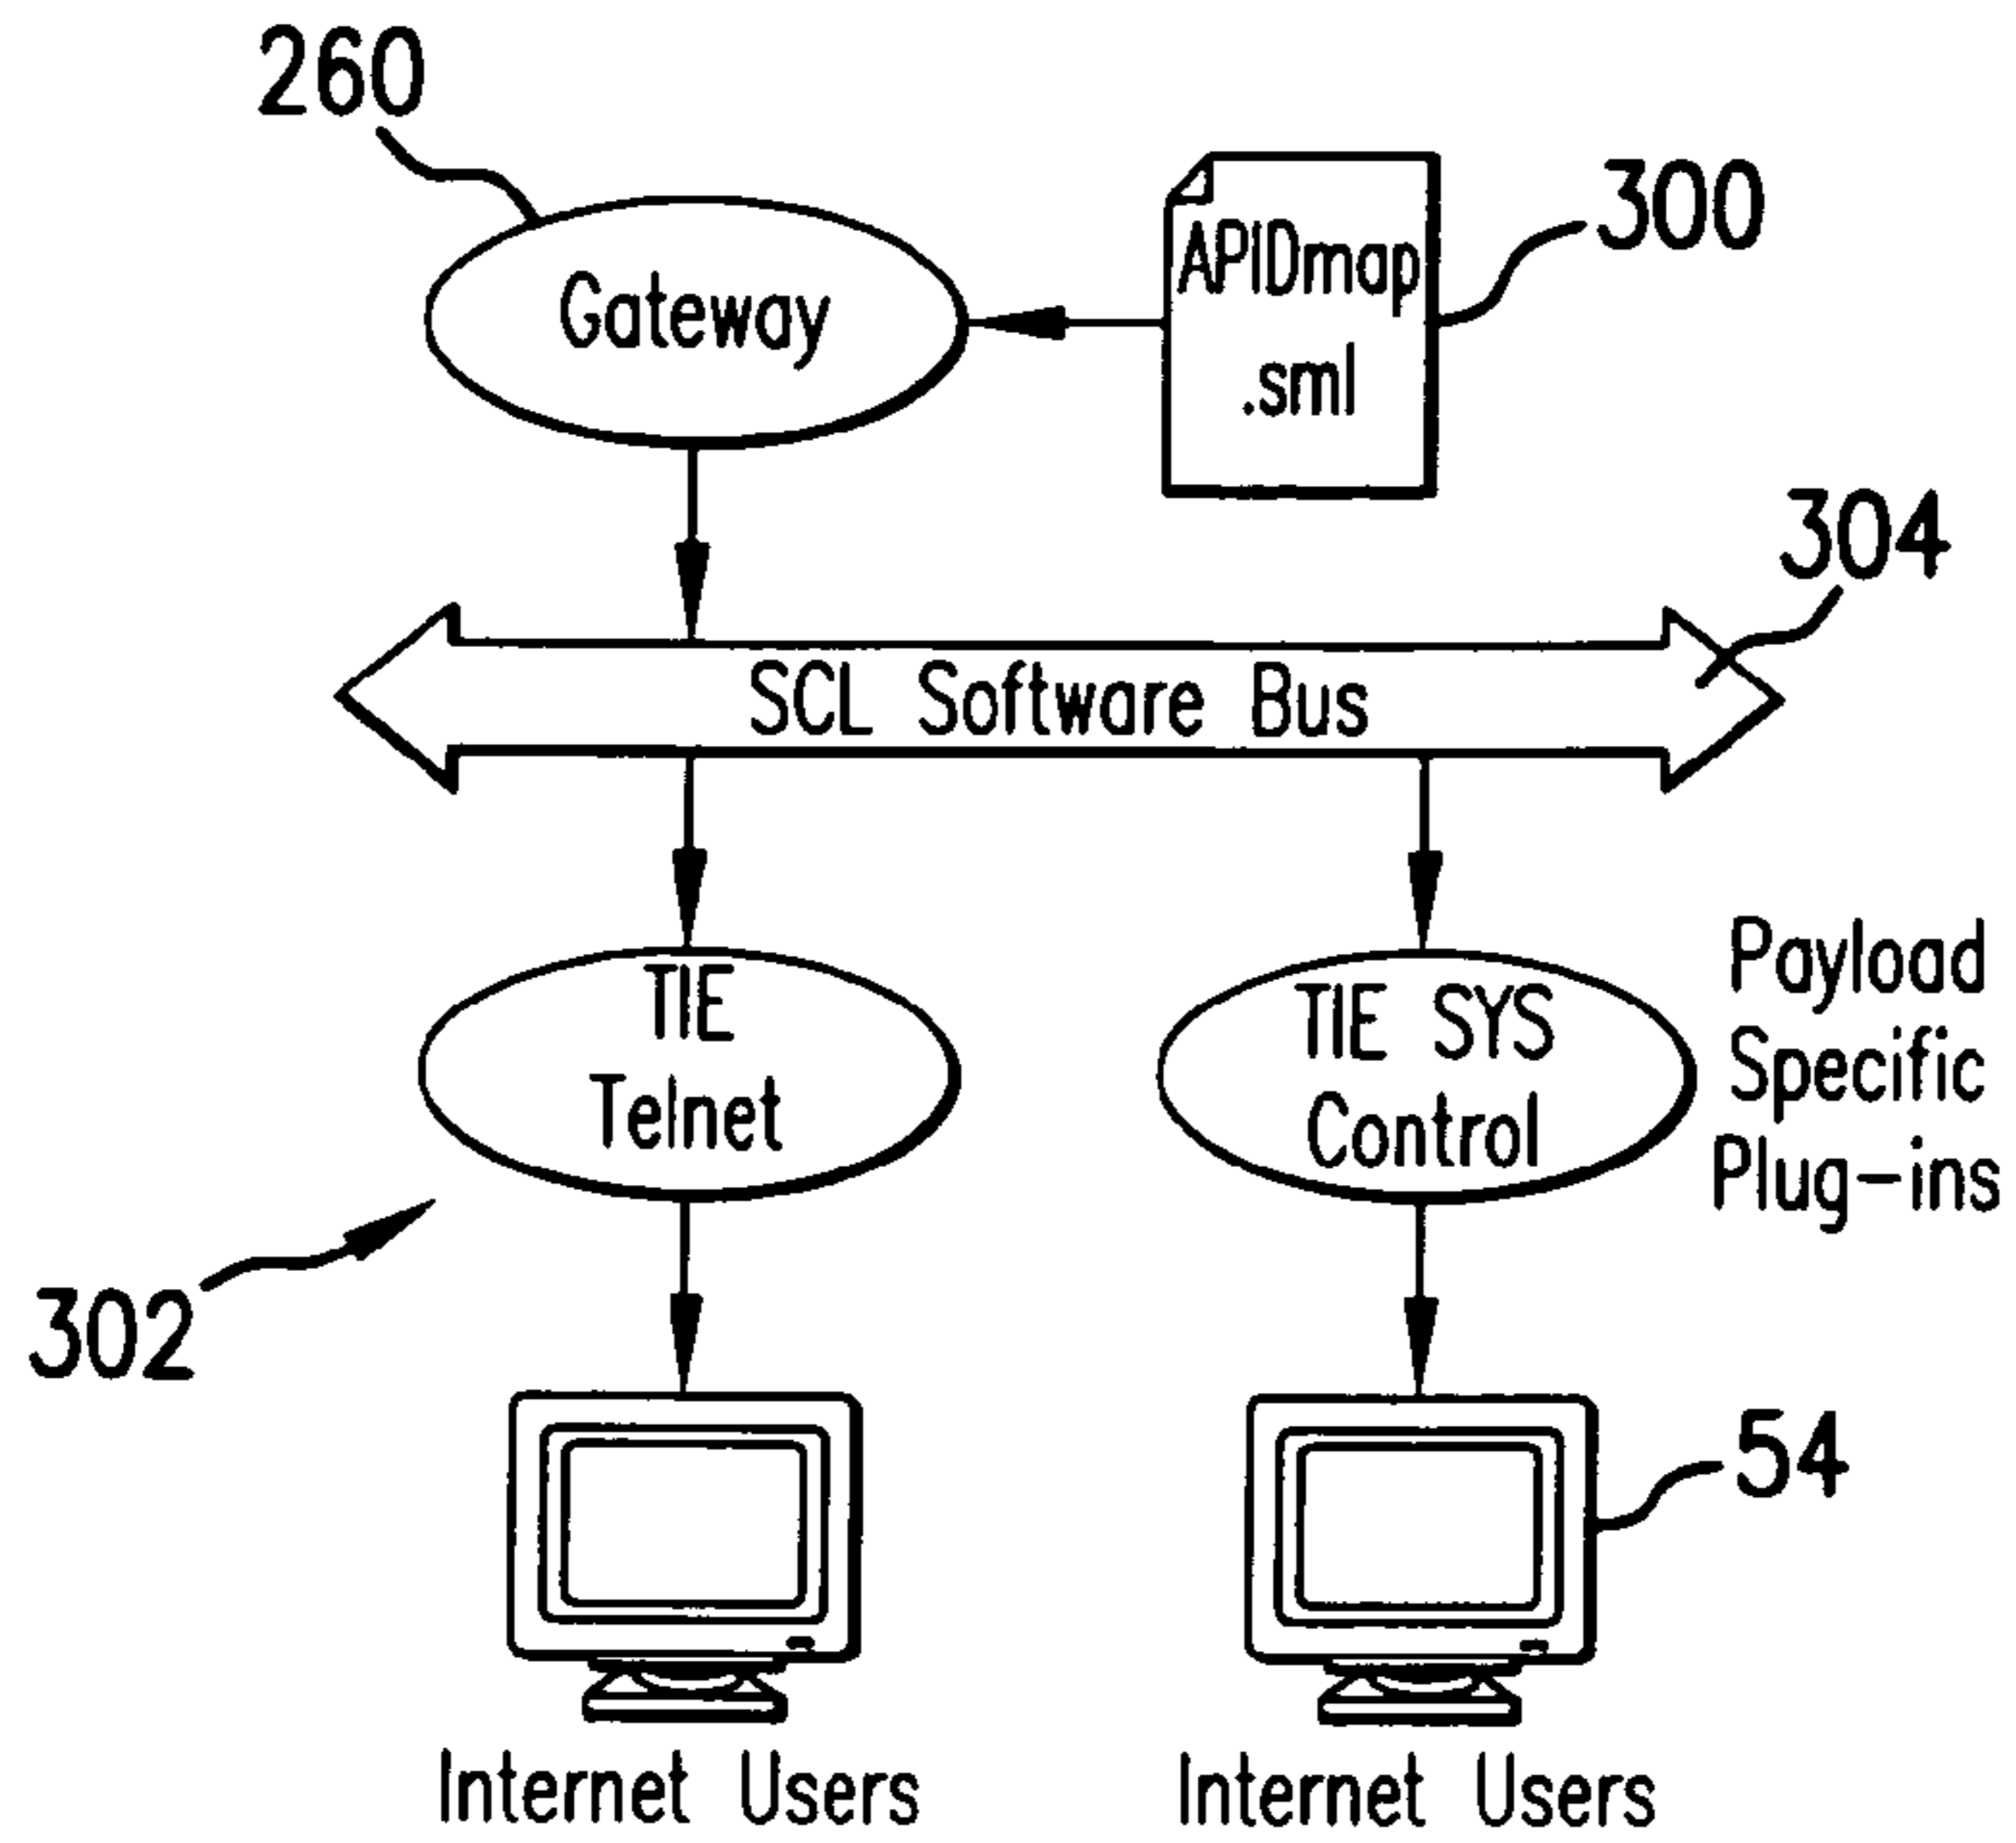 260
300
APIDmap
.sml
Gateway
304
SCL Software Bus
TIE
Telnet
TIE SYS
Control
Payload
Specific
Plug-ins
302
54
Internet Users
Internet Users